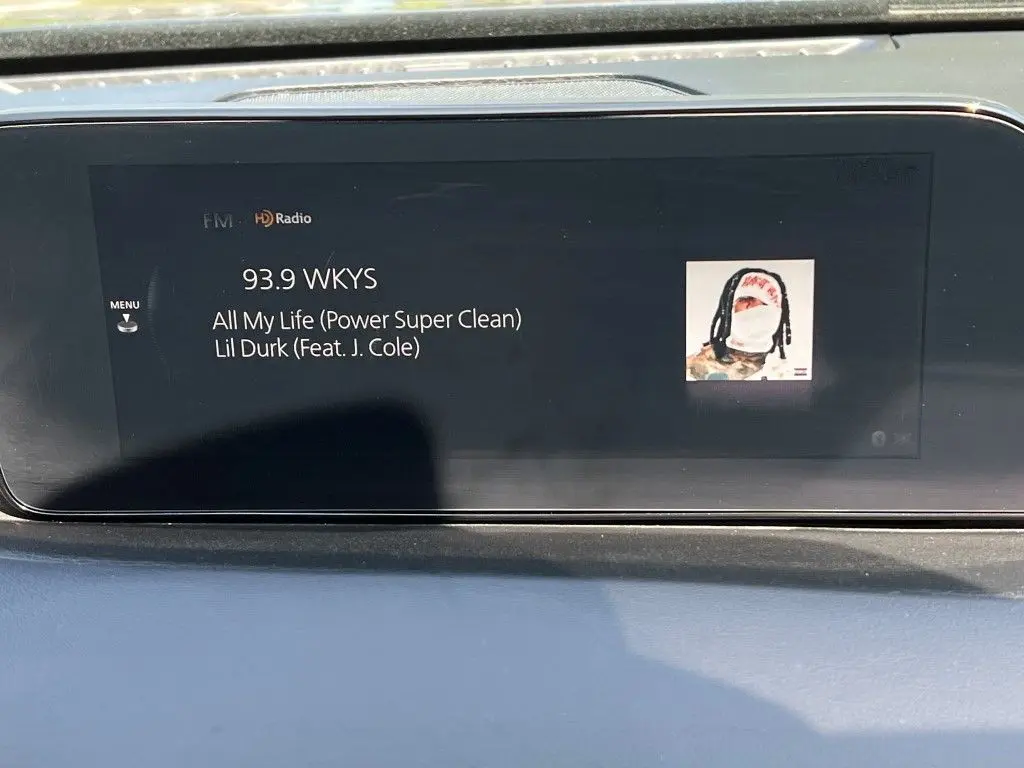 FM HD Radio
93.9 WKYS
MENU
All My Life (Power Super Clean)
Lil Durk (Feat. J. Cole)